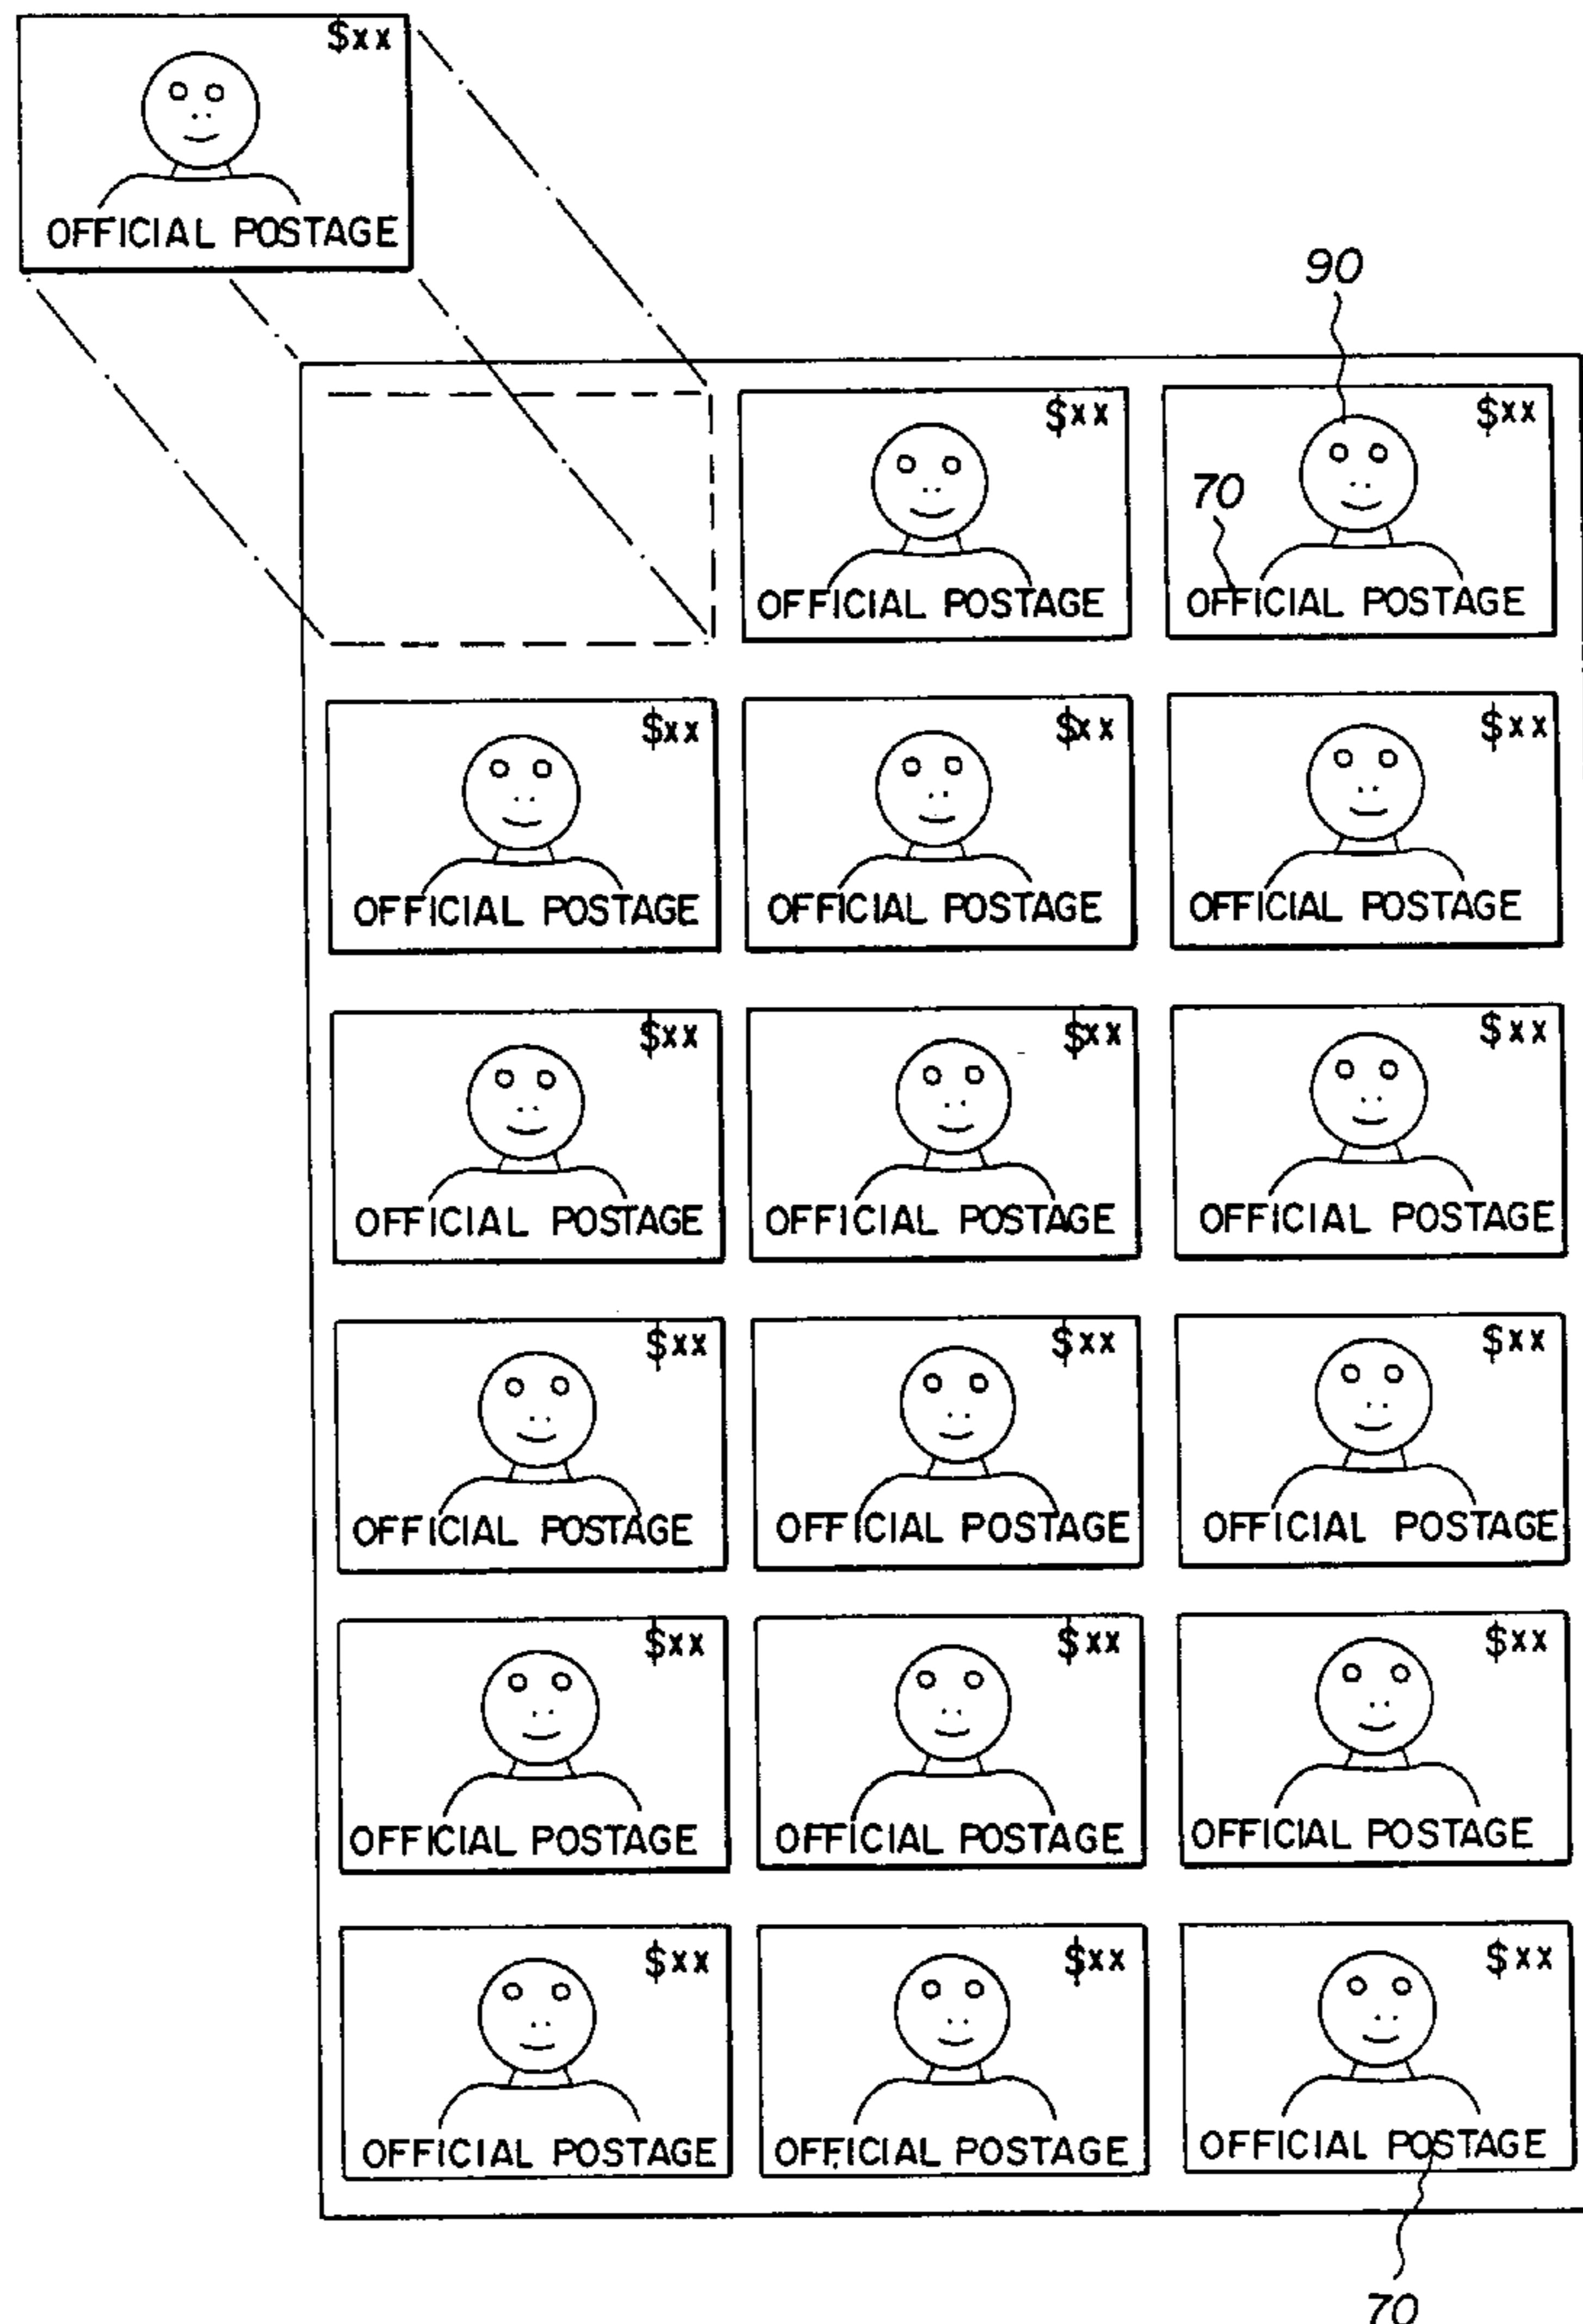 $xx
OFFICIAL POSTAGE
90
$xx $xx
70
OFFICIAL POSTAGE OFFICIAL POSTAGE
$xx $xx $xx
OFFICIAL POSTAGE OFFICIAL POSTAGE OFFICIAL POSTAGE
$xx $xx $xx
OFFICIAL POSTAGE OFFICIAL POSTAGE OFFICIAL POSTAGE
$xx $xx $xx
OFFICIAL POSTAGE OFFICIAL POSTAGE OFFICIAL POSTAGE
$xx $xx $xx
OFFICIAL POSTAGE OFFICIAL POSTAGE OFFICIAL POSTAGE
$xx $xx $xx
OFFICIAL POSTAGE OFFICIAL POSTAGE OFFICIAL POSTAGE
70